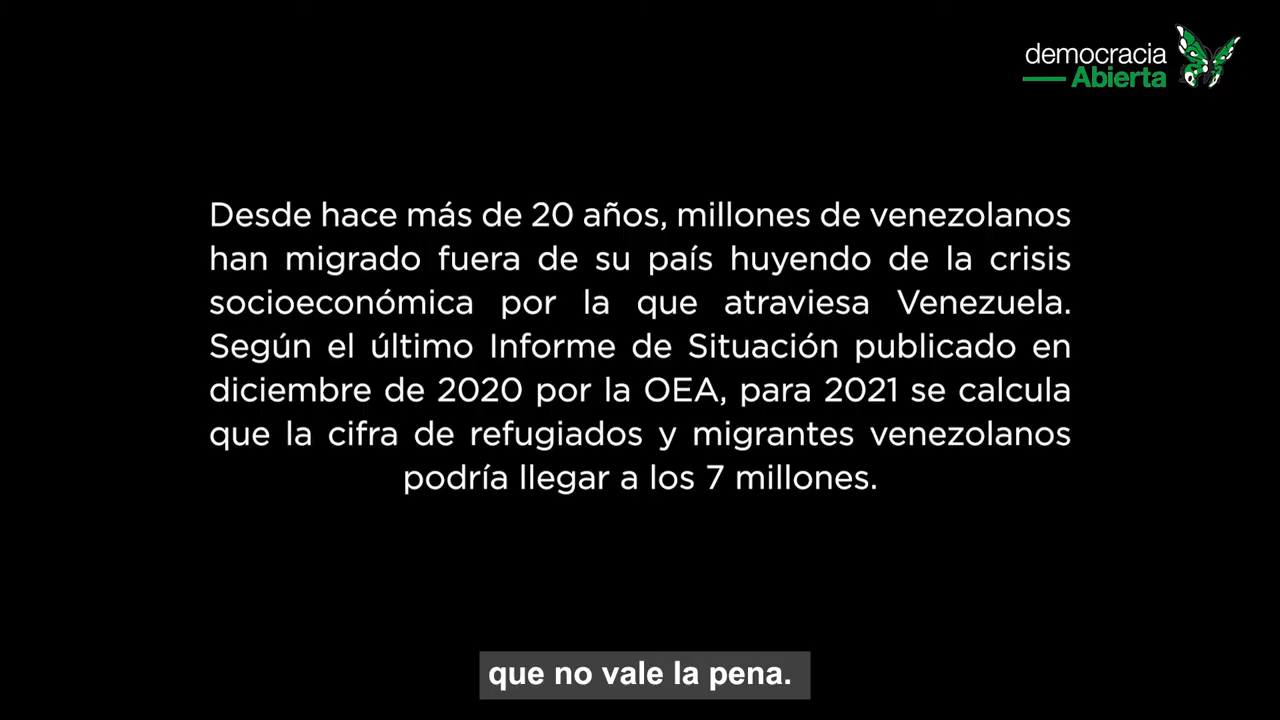 democracia
Abierta
Desde hace más de 20 años, millones de venezolanos
han migrado fuera de su país huyendo de la crisis
socioeconómica por la que atraviesa Venezuela.
Según el último Informe de Situación publicado en
diciembre de 2020 por la OEA, para 2021 se calcula
que la cifra de refugiados y migrantes venezolanos
podría llegar a los 7 millones.
que no vale la pena.